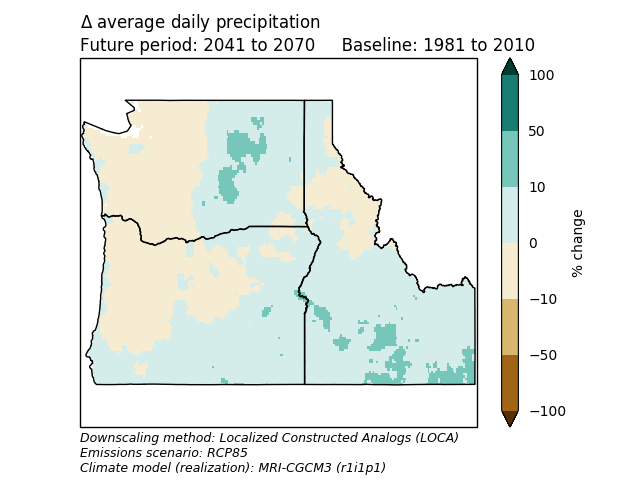 Δ average daily precipitation
Future period: 2041 to 2070     Baseline: 1981 to 2010
100
50
10
0
−10
−50
−100
% change
Downscaling method: Localized Constructed Analogs (LOCA)
Emissions scenario: RCP85
Climate model (realization): MRI-CGCM3 (r1i1p1)